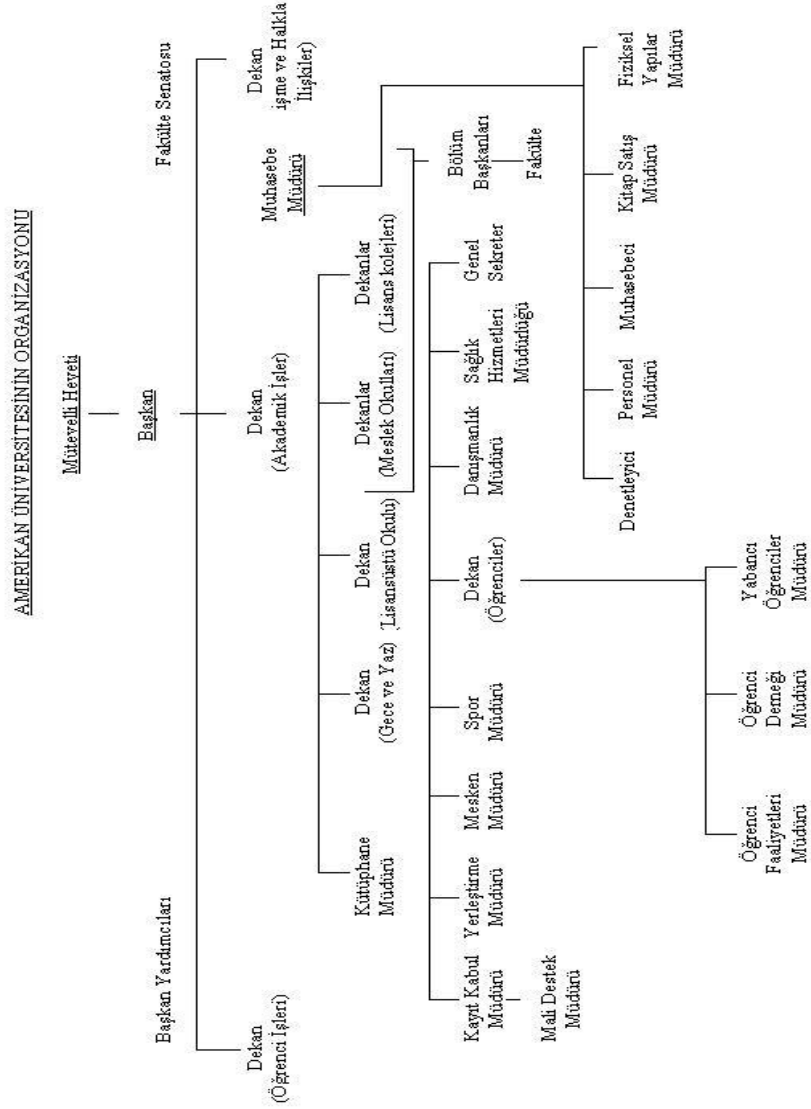 AMERİKAN ÜNİVERSİTESİNİN ORGANİZASYONU
Mütevelli Heveti
Başkan
Başkan Yardımcıları
Fakülte Senatosu
Dekan
(Öğrenci İşleri)
Dekan
(Akademik İşler)
Dekan
işme ve Halkla
İlişkiler)
Muhasebe
Müdürü
Kütüphane
Müdürü
Dekan
(Gece ve Yaz)
Dekan
(Lisansüstü Okulu)
Dekanlar
(Meslek Okulları)
Dekanlar
(Lisans kolejleri)
Bölüm
Başkanları
Fakülte
Kayıt Kabul
Müdürü
Mali Destek
Müdürü
Yerleştirme
Müdürü
Mesken
Müdürü
Spor
Müdürü
Dekan
(Öğrenciler)
Danışmanlık
Müdürü
Sağlık
Hizmetleri
Müdürlüğü
Genel
Sekreter
Denetleyici
Personel
Müdürü
Muhasebeci
Kitap Satış
Müdürü
Fiziksel
Yapılar
Müdürü
Öğrenci
Faaliyetleri
Müdürü
Öğrenci
Derneği
Müdürü
Yabancı
Öğrenciler
Müdürü